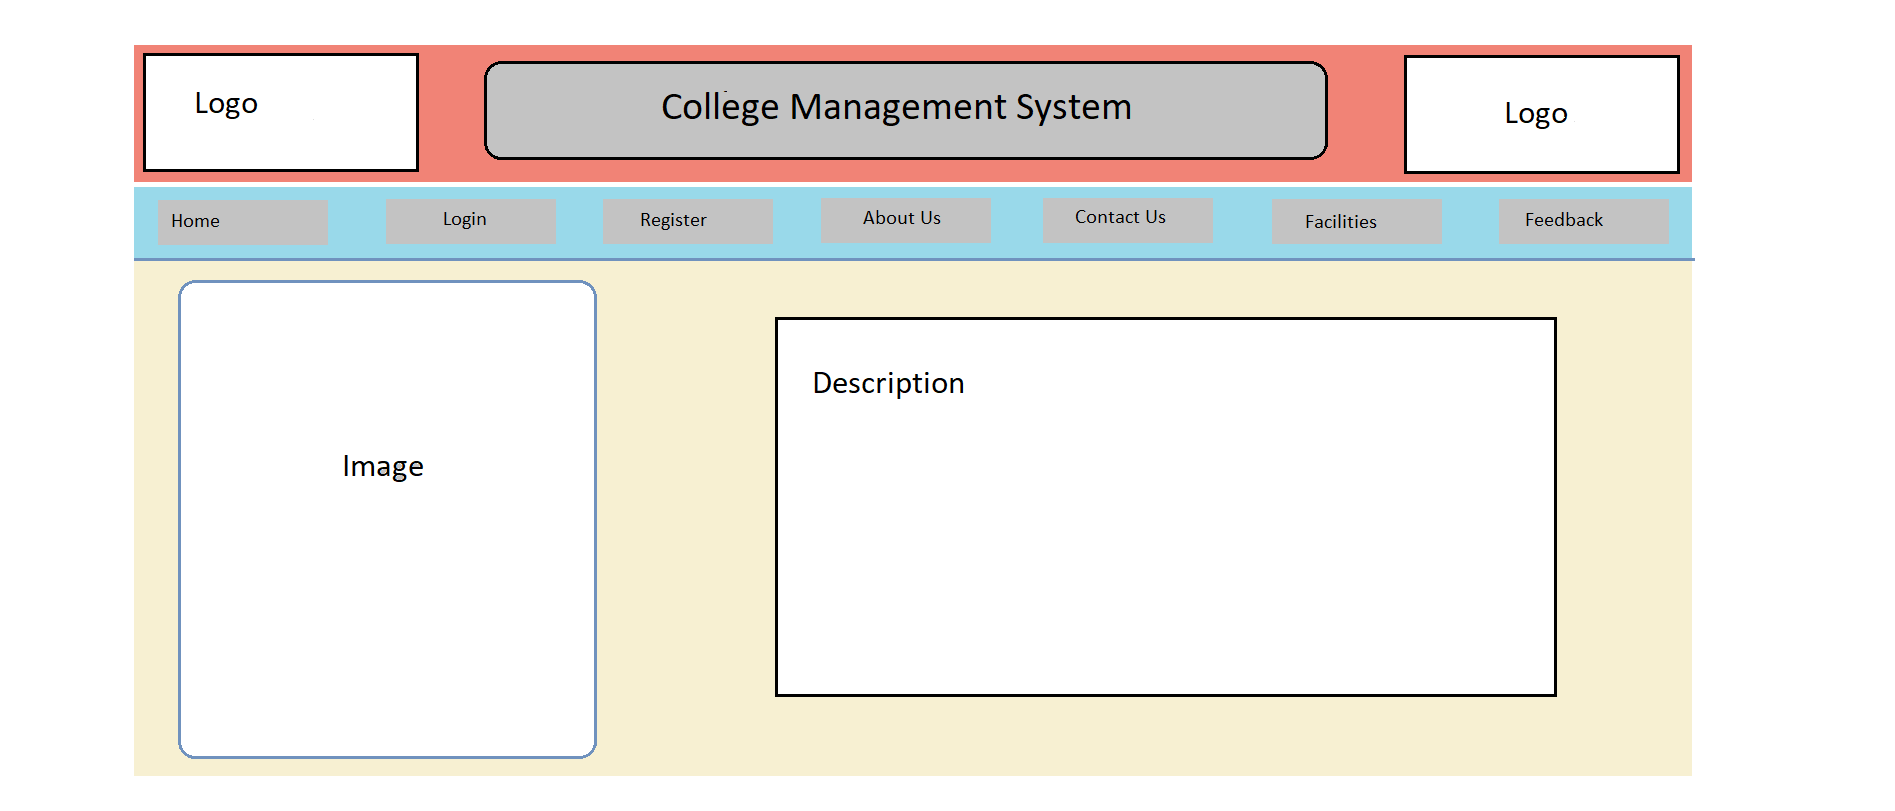 Logo
College Management System
Logo
Home
Login
Register
About Us
Contact Us
Facilities
Feedback
Image
Description